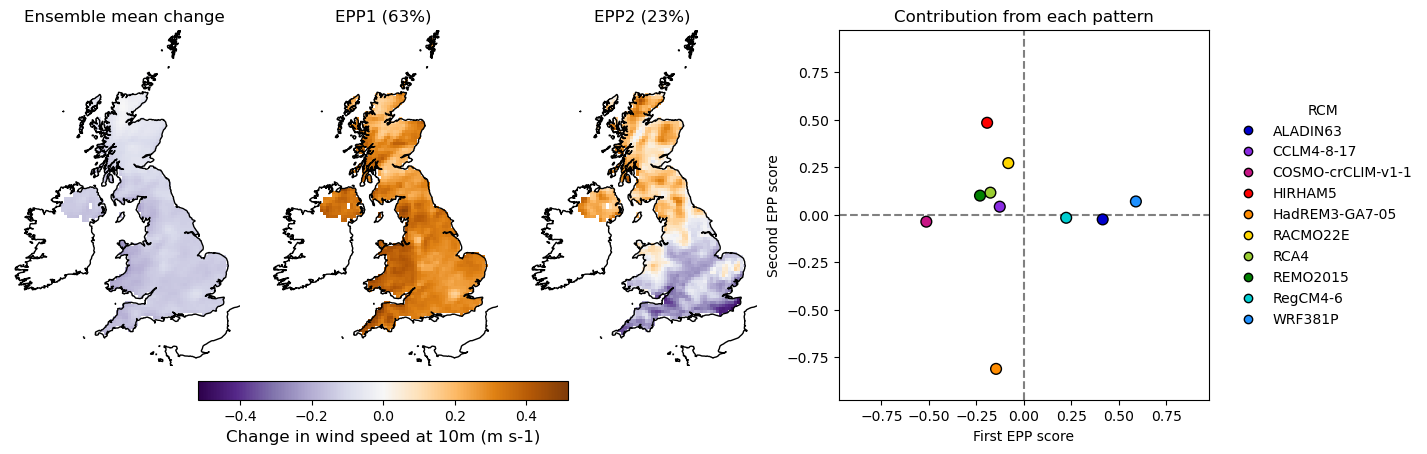 Ensemble mean change
EPP1 (63%)
EPP2 (23%)
Contribution from each pattern
−0.4 −0.2 0.0 0.2 0.4
Change in wind speed at 10m (m s-1)
Second EPP score
0.75
0.50
0.25
0.00
−0.25
−0.50
−0.75
−0.75 −0.50 −0.25 0.00 0.25 0.50 0.75
First EPP score
RCM
ALADIN63
CCLM4-8-17
COSMO-crCLIM-v1-1
HIRHAM5
HadREM3-GA7-05
RACMO22E
RCA4
REMO2015
RegCM4-6
WRF381P